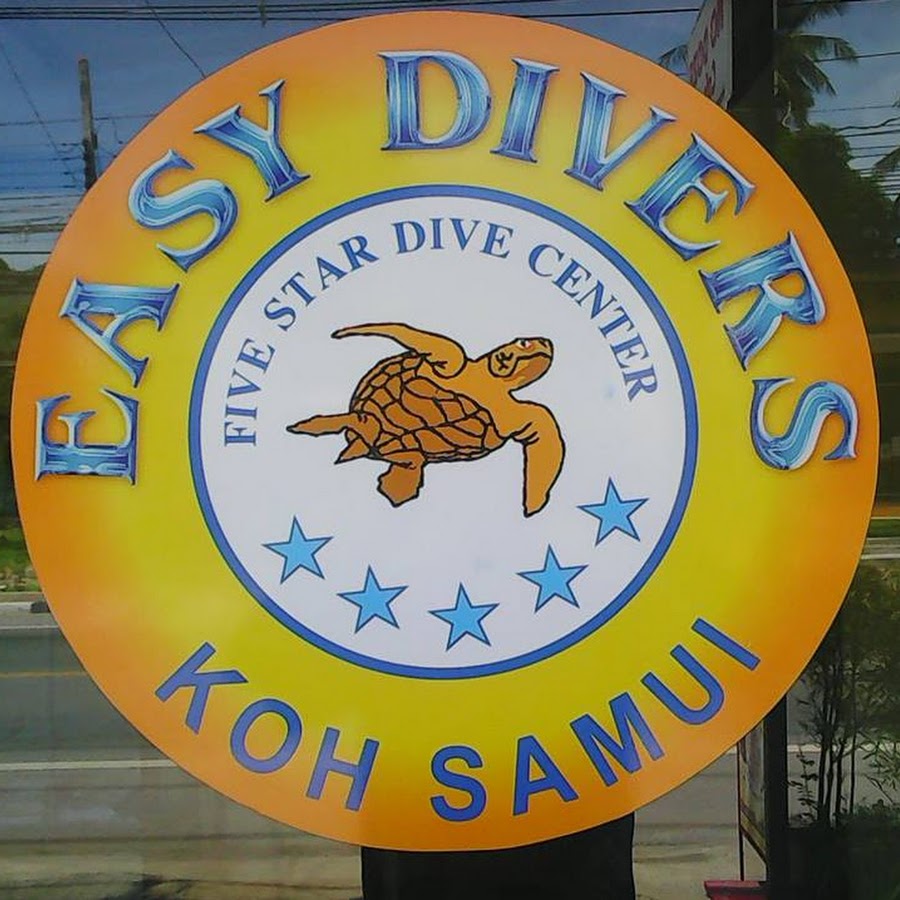 EASY DIVERS
FIVE STAR DIVE CENTER
KOH SAMUI